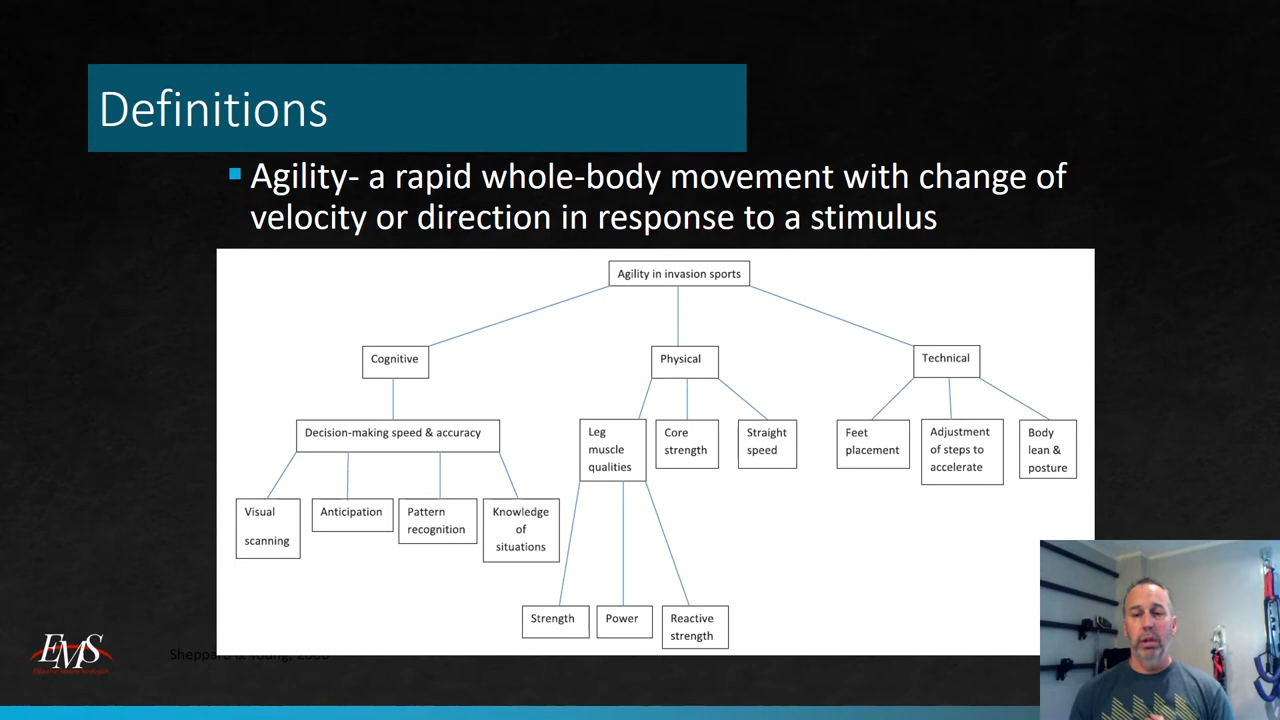 Definitions
Agility- a rapid whole-body movement with change of
velocity or direction in response to a stimulus
Agility in invasion sports
Cognitive
Physical
Technical
Decision-making speed & accuracy
Leg
muscle
qualities
Core
strength
Straight
speed
Feet
placement
Adjustment
of steps to
accelerate
Body
lean &
posture
Visual
scanning
Anticipation
Pattern
recognition
Knowledge
of
situations
Strength
Power
Reactive
strength
EMS
Sheppard & Young,